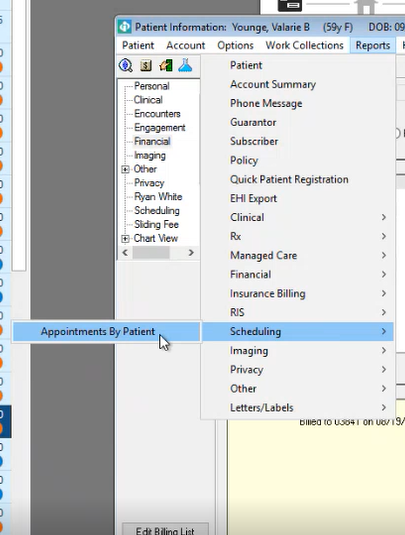 Patient Information: Younge, Valarie B (59y F) DOB: 09
Patient Account Options Work Collections Reports
Personal
Clinical
Encounters
Engagement
Financial
Imaging
Other
Privacy
Ryan White
Scheduling
Sliding Fee
Chart View
Patient
Account Summary
Phone Message
Guarantor
Subscriber
Policy
Quick Patient Registration
EHI Export
Clinical
Rx
Managed Care
Financial
Insurance Billing
RIS
Scheduling
Imaging
Privacy
Other
Letters/Labels
Appointments By Patient
Billed to 03841 on 08/19/
Edit Billing List